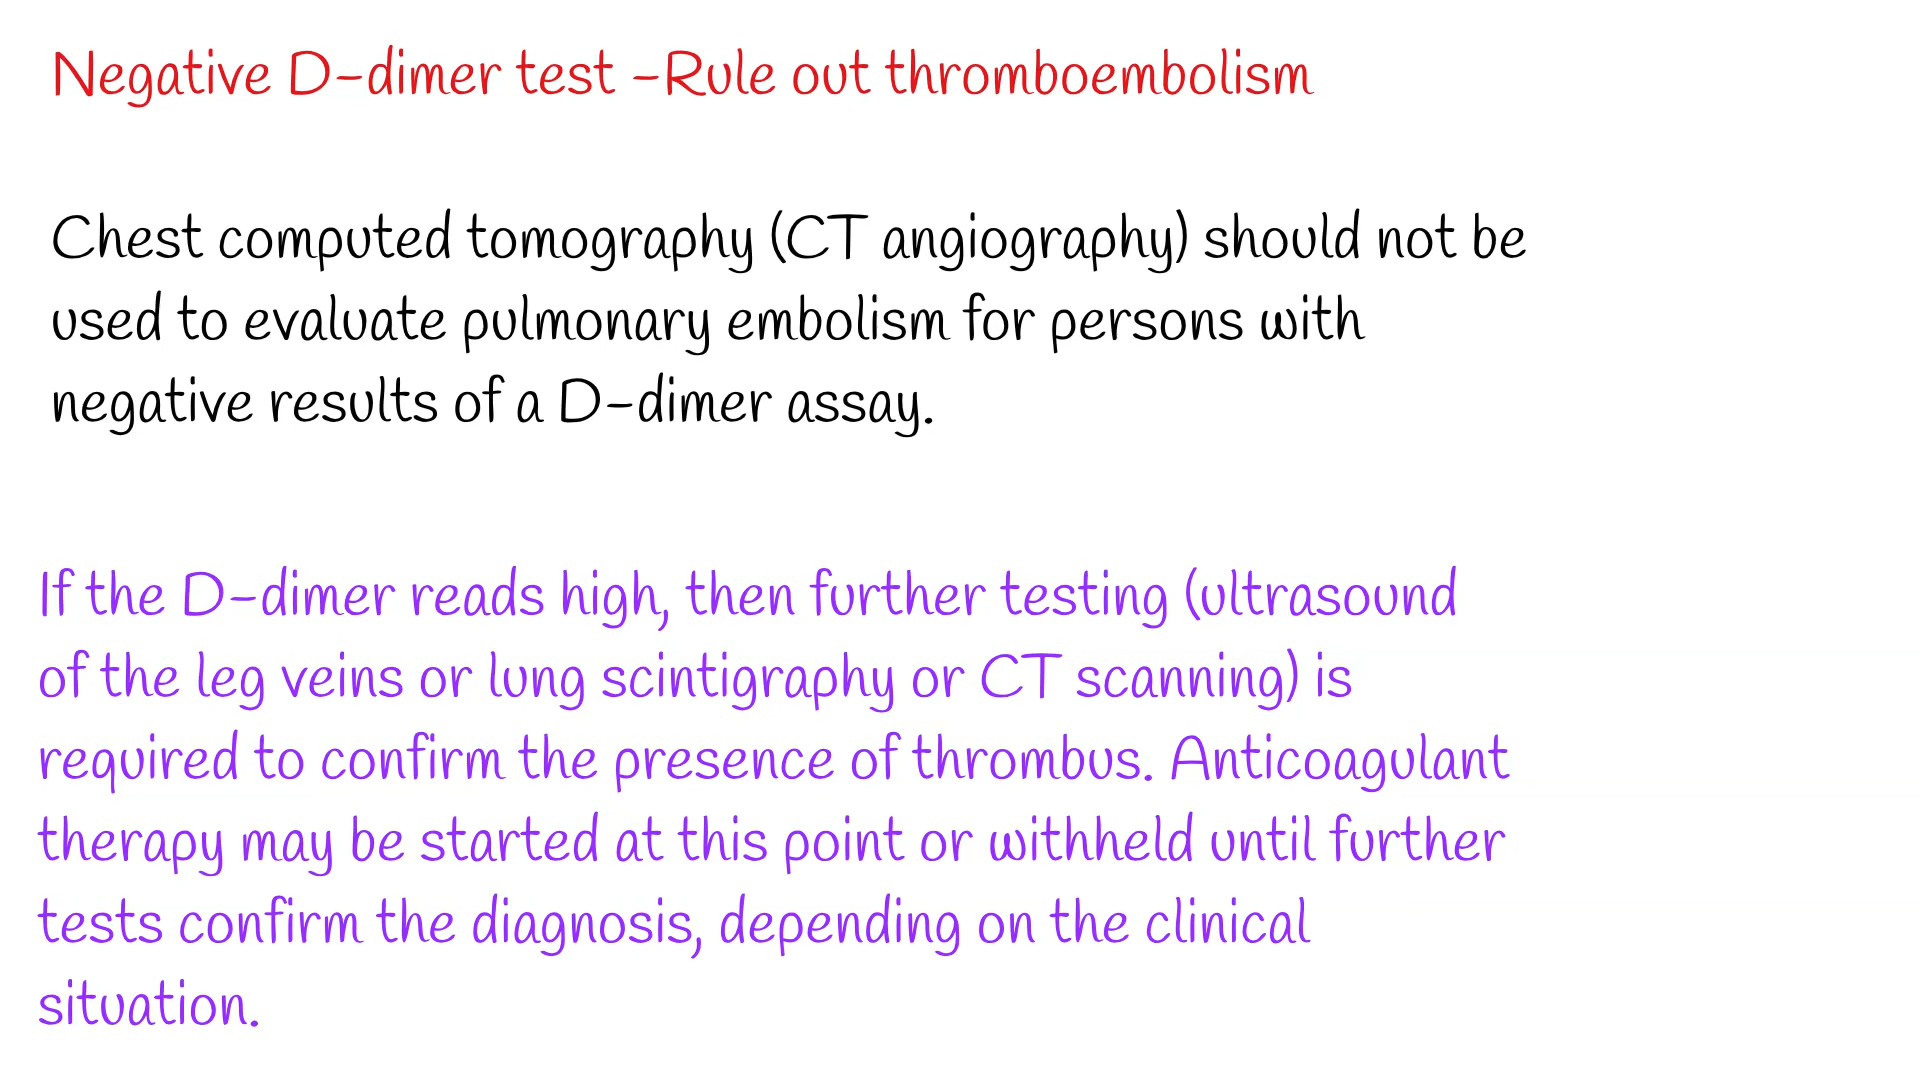 Negative D-dimer test -Rule out thromboembolism
Chest computed tomography (CT angiography) should not be
used to evaluate pulmonary embolism for persons with
negative results of a D-dimer assay.
If the D-dimer reads high, then further testing (ultrasound
of the leg veins or lung scintigraphy or CT scanning) is
required to confirm the presence of thrombus. Anticoagulant
therapy may be started at this point or withheld until further
tests confirm the diagnosis, depending on the clinical
situation.